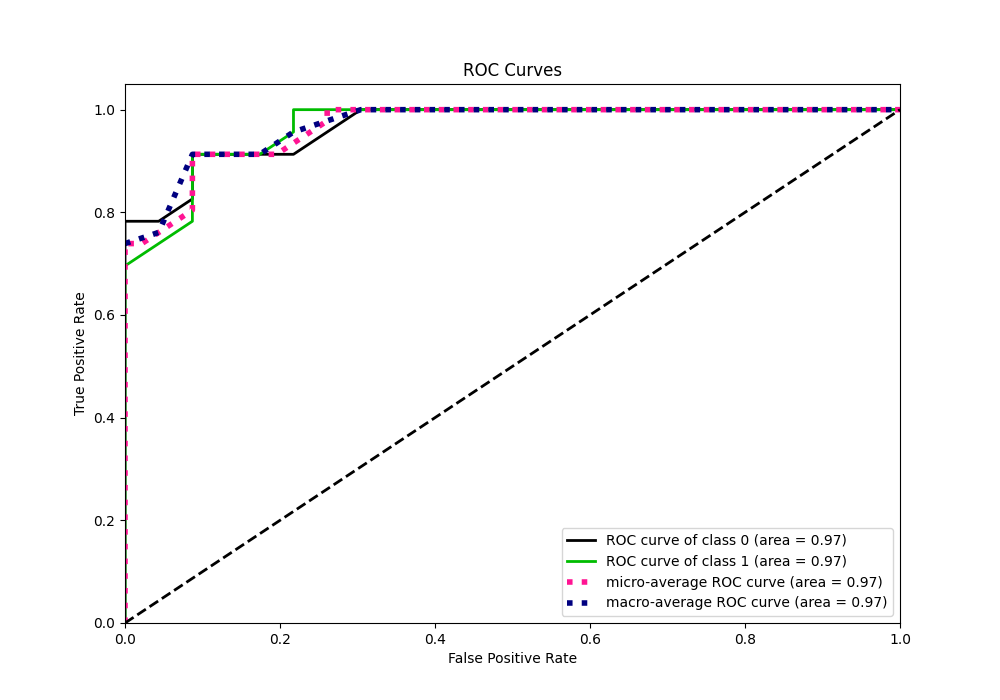 ROC Curves
True Positive Rate
1.0
0.8
0.6
0.4
0.2
0.0
0.0 0.2 0.4 0.6 0.8 1.0
False Positive Rate
ROC curve of class 0 (area = 0.97)
ROC curve of class 1 (area = 0.97)
micro-average ROC curve (area = 0.97)
macro-average ROC curve (area = 0.97)